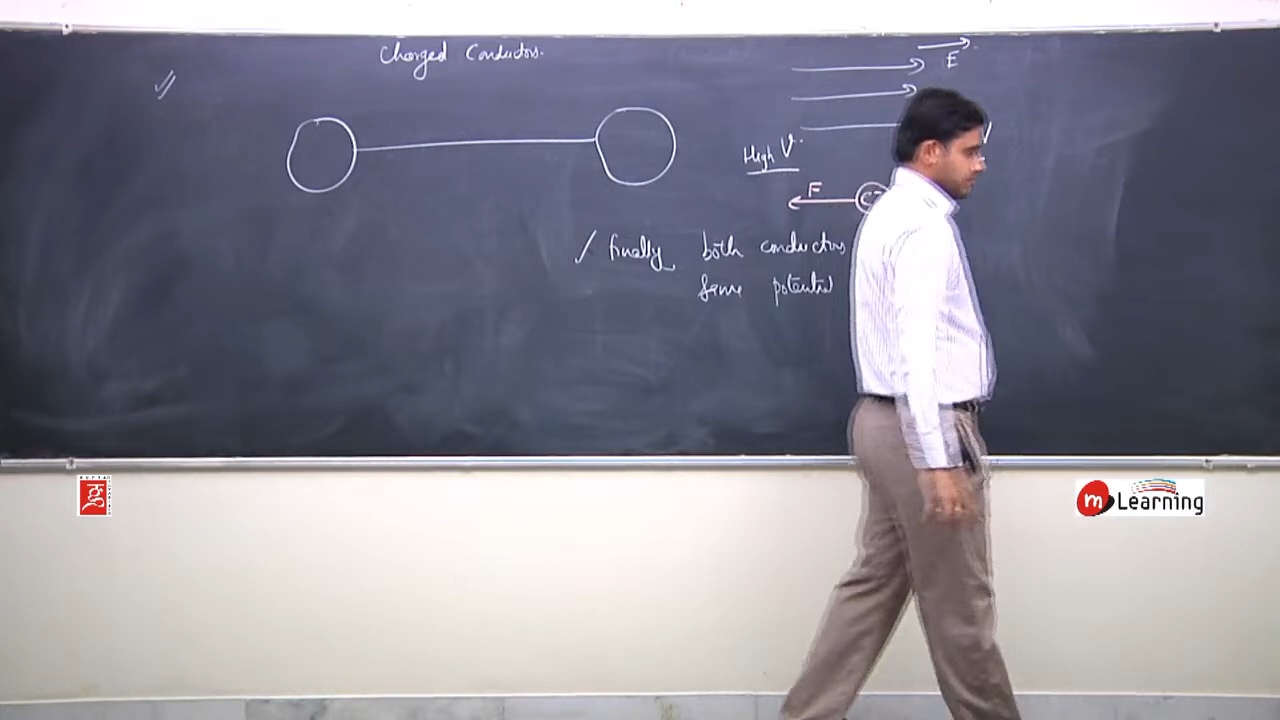 Charged Conductors.
E
High V
F
finally both conductors
same potential
m Learning